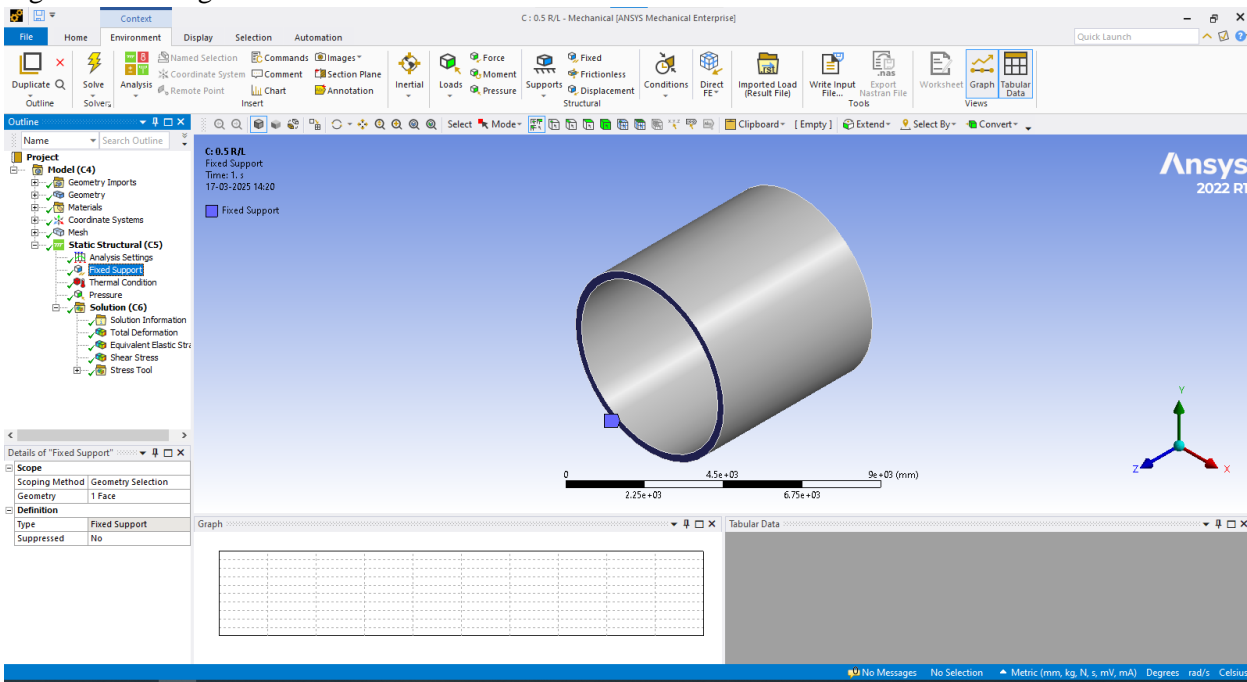 Context
C : 0.5 R/L - Mechanical [ANSYS Mechanical Enterprise]
File Home Environment Display Selection Automation
Quick Launch
Duplicate Q
Outline
Solve
Solvers
Analysis
Named Selection
Coordinate System
Remote Point
Commands
Comment
Chart
Images
Section Plane
Annotation
Insert
Inertial
Loads
Force
Moment
Pressure
Supports
Fixed
Frictionless
Displacement
Conditions
Direct FE
Structural
Imported Load (Result File)
Write Input File...
Export Nastran File
Tools
Worksheet
Graph
Tabular Data
Views
Outline
Name Search Outline
Select Mode Clipboard [Empty] Extend Select By Convert
Project
Model (C4)
Geometry Imports
Geometry
Materials
Coordinate Systems
Mesh
Static Structural (C5)
Analysis Settings
Fixed Support
Thermal Condition
Pressure
Solution (C6)
Solution Information
Total Deformation
Equivalent Elastic Stra
Shear Stress
Stress Tool
C: 0.5 R/L
Fixed Support
Time: 1. s
17-03-2025 14:20
Fixed Support
Ansys
2022 R1
Y
Z
X
0 4.5e+03 9e+03 (mm)
2.25e+03 6.75e+03
Details of "Fixed Support"
Scope
Scoping Method Geometry Selection
Geometry 1 Face
Definition
Type Fixed Support
Suppressed No
Graph
Tabular Data
No Messages No Selection Metric (mm, kg, N, s, mV, mA) Degrees rad/s Celsius